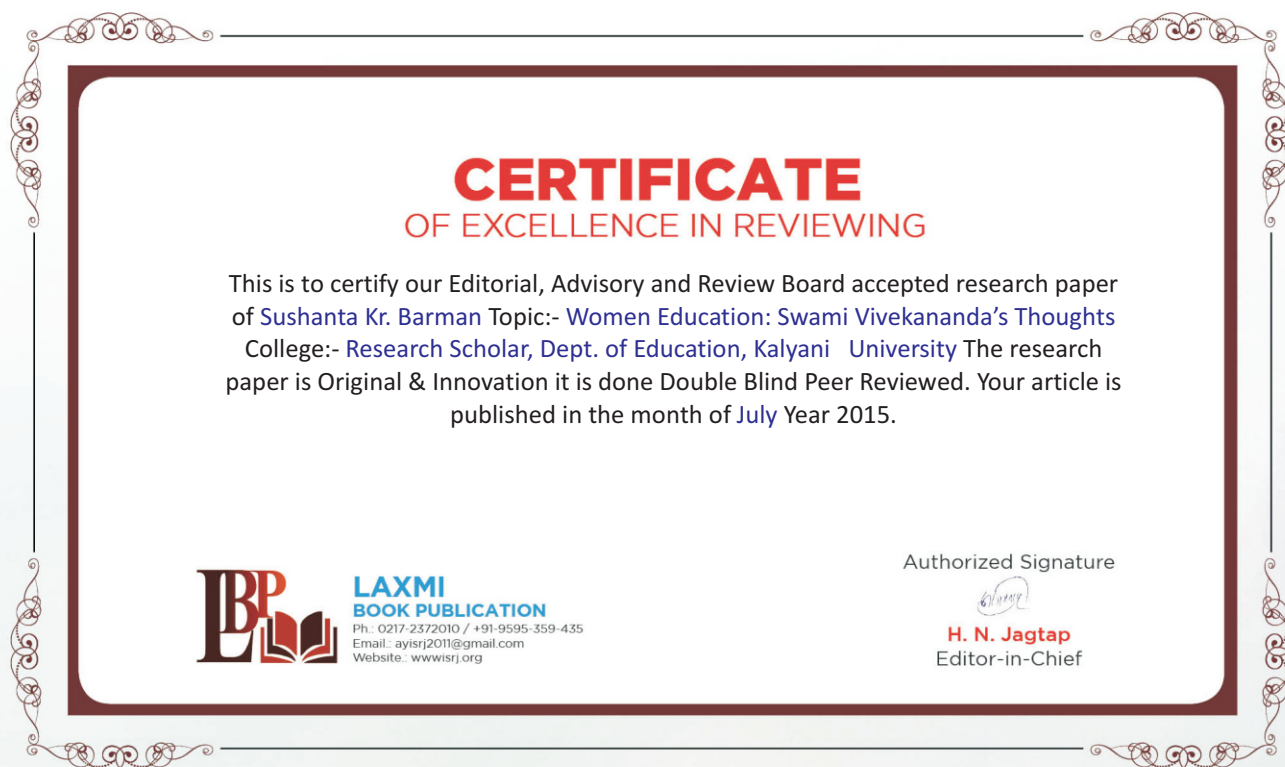 CERTIFICATE
OF EXCELLENCE IN REVIEWING
This is to certify our Editorial, Advisory and Review Board accepted research paper
of Sushanta Kr. Barman Topic:- Women Education: Swami Vivekananda’s Thoughts
College:- Research Scholar, Dept. of Education, Kalyani University The research
paper is Original & Innovation it is done Double Blind Peer Reviewed. Your article is
published in the month of July Year 2015.
LBP
LAXMI
BOOK PUBLICATION
Ph.: 0217-2372010 / +91-9595-359-435
Email.: ayisrj2011@gmail.com
Website.: wwwisrj.org
Authorized Signature
H. N. Jagtap
Editor-in-Chief